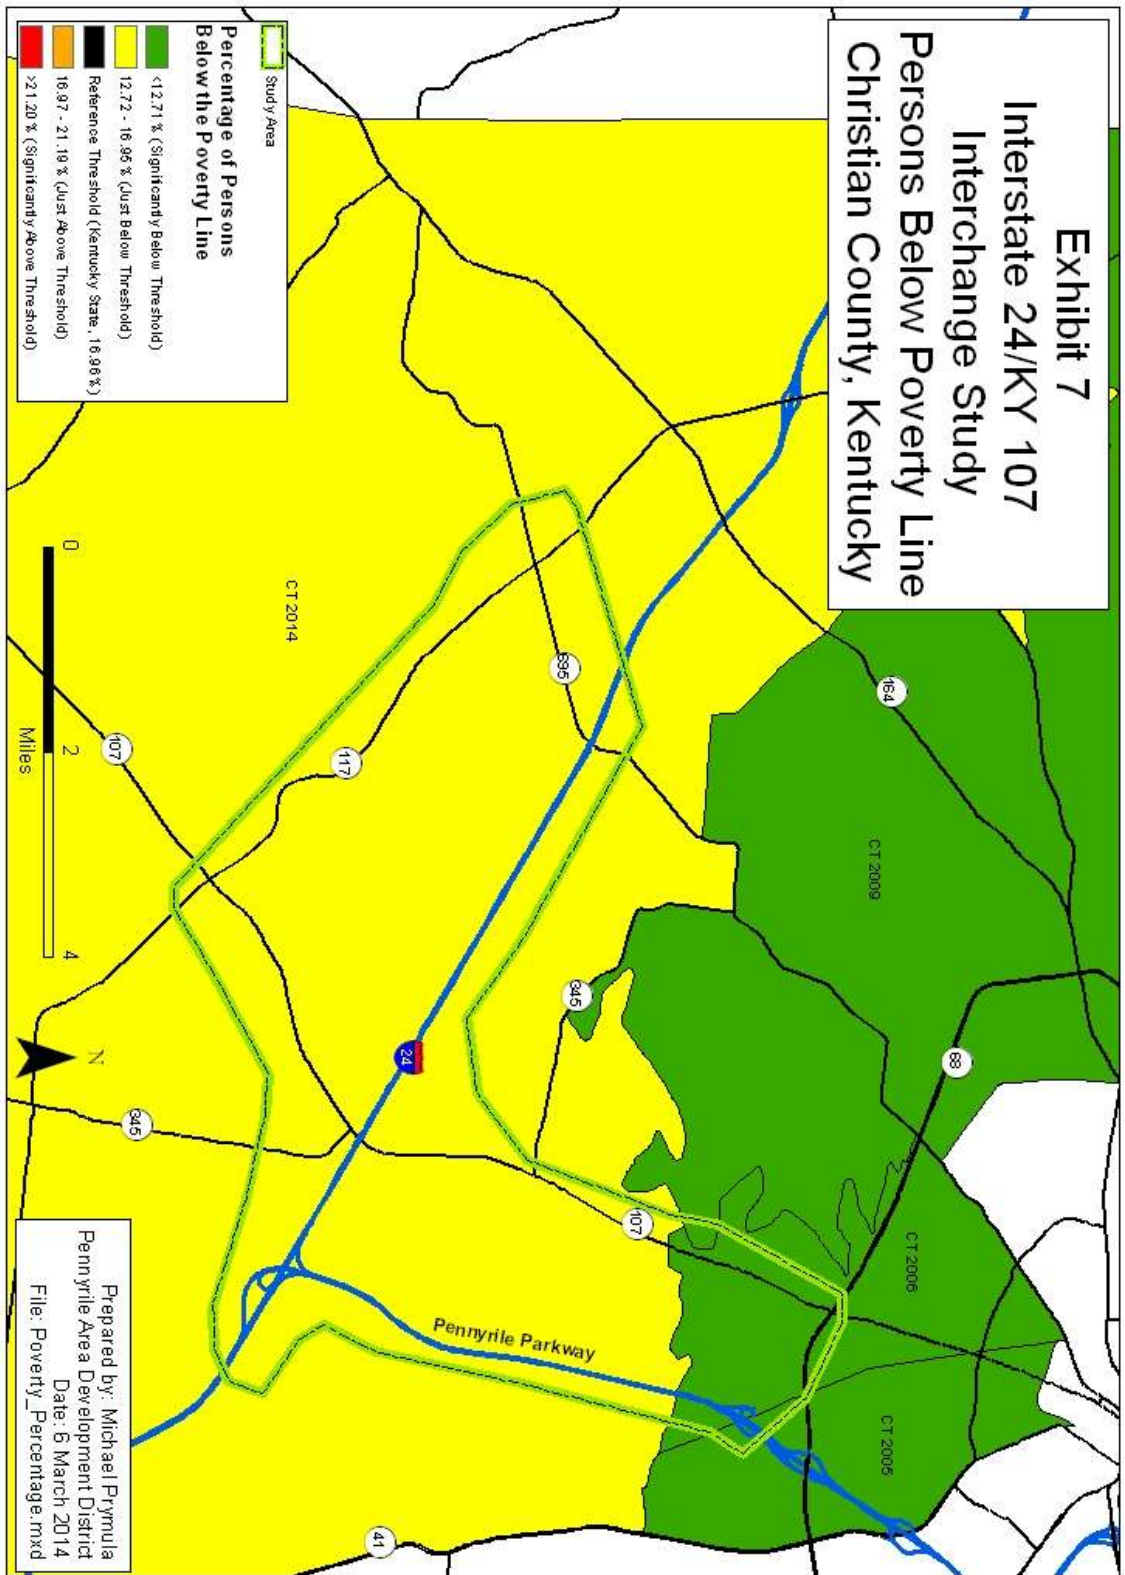 Exhibit 7
Interstate 24/KY 107
Interchange Study
Persons Below Poverty Line
Christian County, Kentucky
164
CT 2009
68
695
345
CT 2006
CT 2005
107
24
117
CT 2014
107
345
Pennyrile Parkway
41
Study Area
Percentage of Persons
Below the Poverty Line
<12.71 % (Significantly Below Threshold)
12.72 - 16.95 % (Just Below Threshold)
Reference Threshold (Kentucky State, 16.96%)
16.97 - 21.19 % (Just Above Threshold)
>21.20 % (Significantly Above Threshold)
0 2 4
Miles
N
Prepared by: Michael Prymula
Pennyrile Area Development District
Date: 6 March 2014
File: Poverty_Percentage.mxd